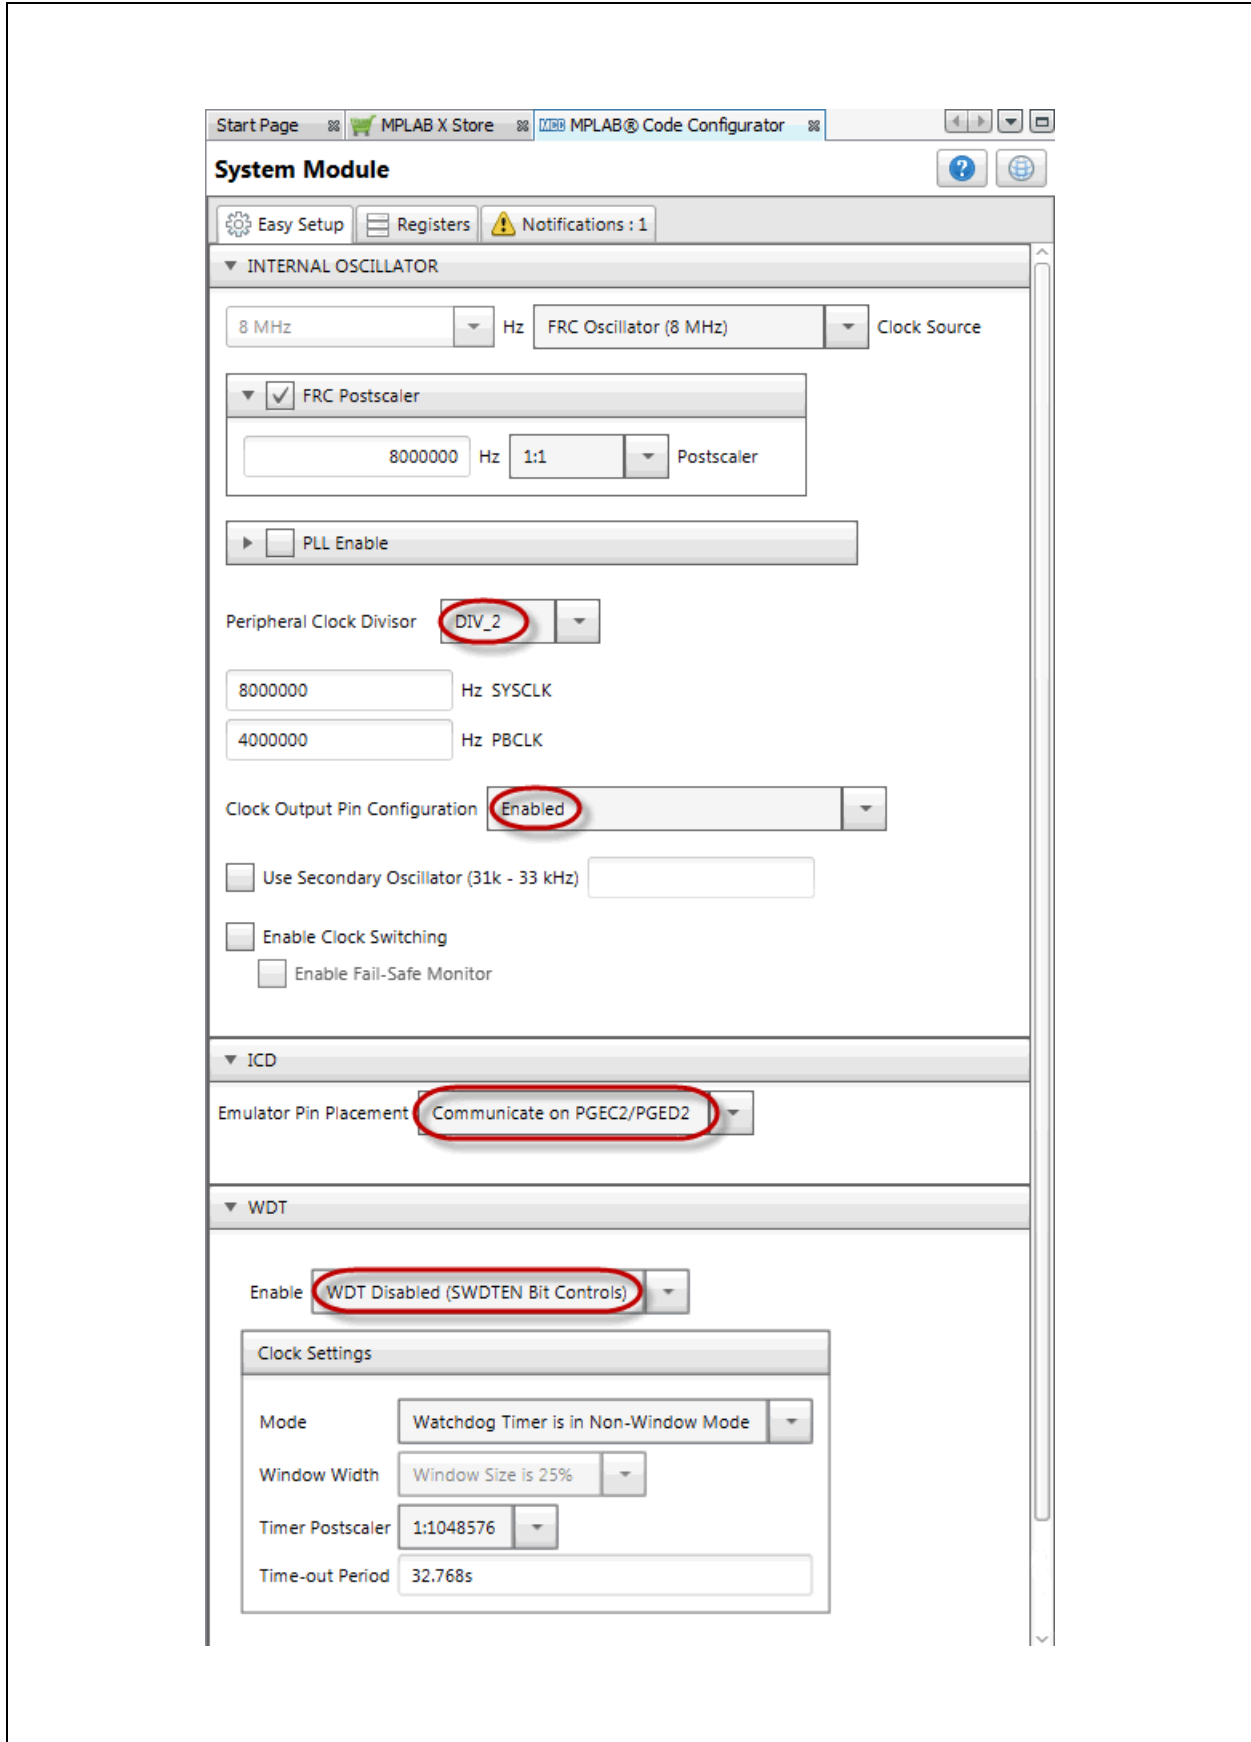 Start Page MPLAB X Store MCC MPLAB® Code Configurator
System Module
Easy Setup Registers Notifications : 1
INTERNAL OSCILLATOR
8 MHz Hz FRC Oscillator (8 MHz) Clock Source
FRC Postscaler
8000000 Hz 1:1 Postscaler
PLL Enable
Peripheral Clock Divisor DIV_2
8000000 Hz SYSCLK
4000000 Hz PBCLK
Clock Output Pin Configuration Enabled
Use Secondary Oscillator (31k - 33 kHz)
Enable Clock Switching
Enable Fail-Safe Monitor
ICD
Emulator Pin Placement Communicate on PGEC2/PGED2
WDT
Enable WDT Disabled (SWDTEN Bit Controls)
Clock Settings
Mode Watchdog Timer is in Non-Window Mode
Window Width Window Size is 25%
Timer Postscaler 1:1048576
Time-out Period 32.768s